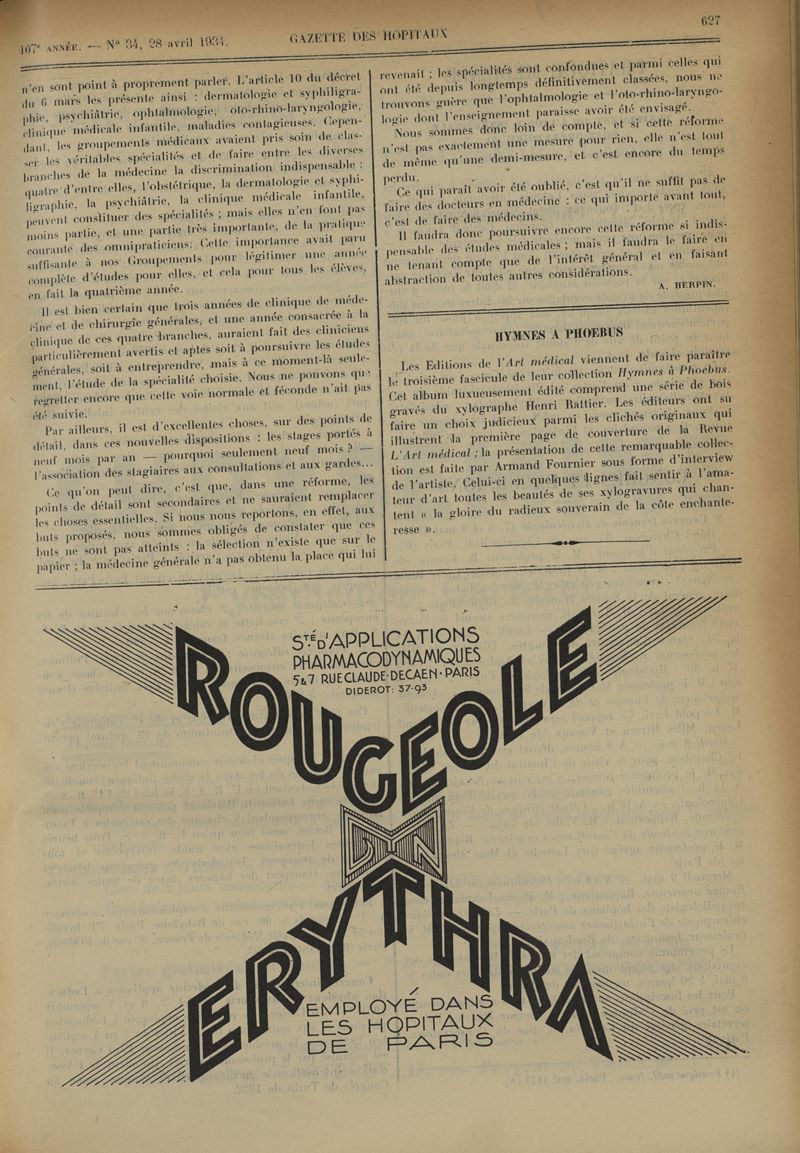 107e ANNÉE. — No 34, 28 avril 1934.
GAZETTE DES HOPITAUX
627
n'en sont point à proprement parler. L'article 10 du décret
du 6 mars les présente ainsi : dermatologie et syphiligra-
phie, psychiâtrie, ophtalmologie, oto-rhino-laryngologie,
clinique médicale infantile, maladies contagieuses. Cepen-
dant, les groupements médicaux avaient pris soin de clas-
ser les véritables spécialités et de faire entre les diverses
branches de la médecine la discrimination indispensable :
quatre d'entre elles, l'obstétrique, la dermatologie et syphi-
ligraphie, la psychiâtrie, la clinique médicale infantile,
peuvent constituer des spécialités ; mais elles n'en font pas
moins partie, et une partie très importante, de la pratique
courante des omnipraticiens. Cette importance avait paru
suffisante à nos Groupements pour légitimer une année
complète d'études pour elles, et cela pour tous les élèves,
en fait la quatrième année.
Il est bien certain que trois années de clinique de méde-
cine et de chirurgie générales, et une année consacrée à la
clinique de ces quatre branches, auraient fait des cliniciens
particulièrement avertis et aptes soit à poursuivre les études
générales, soit à entreprendre, mais à ce moment-là seule-
ment, l'étude de la spécialité choisie. Nous ne pouvons que
regretter encore que cette voie normale et féconde n'ait pas
été suivie.
Par ailleurs, il est d'excellentes choses, sur des points de
détail, dans ces nouvelles dispositions : les stages portés à
neuf mois par an — pourquoi seulement neuf mois ? —
l'association des stagiaires aux consultations et aux gardes...
Ce qu'on peut dire, c'est que, dans une réforme, les
points de détail sont secondaires et ne sauraient remplacer
les choses essentielles. Si nous nous reportons, en effet, aux
buts proposés, nous sommes obligés de constater que ces
buts ne sont pas atteints : la sélection n'existe que sur le
papier ; la médecine générale n'a pas obtenu la place qui lui
revenait ; les spécialités sont confondues et parmi celles qui
ont été depuis longtemps définitivement classées, nous ne
trouvons guère que l'ophtalmologie et l'oto-rhino-laryngo-
logie dont l'enseignement paraisse avoir été envisagé.
Nous sommes donc loin de compte, et si cette réforme
n'est pas exactement une mesure pour rien, elle n'est tout
de même qu'une demi-mesure, et c'est encore du temps
perdu.
Ce qui paraît avoir été oublié, c'est qu'il ne suffit pas de
faire des docteurs en médecine : ce qui importe avant tout,
c'est de faire des médecins.
Il faudra donc poursuivre encore cette réforme si indis-
pensable des études médicales ; mais il faudra le faire en
ne tenant compte que de l'intérêt général et en faisant
abstraction de toutes autres considérations.
A. HERPIN.
HYMNES A PHOEBUS
Les Editions de l'Art médical viennent de faire paraître
le troisième fascicule de leur collection Hymnes à Phoebus.
Cet album luxueusement édité comprend une série de bois
gravés du xylographe Henri Rattier. Les éditeurs ont su
faire un choix judicieux parmi les clichés originaux qui
illustrent la première page de couverture de la Revue
L'Art médical ; la présentation de cette remarquable collec-
tion est faite par Armand Fournier sous forme d'interview
de l'artiste. Celui-ci en quelques lignes fait sentir à l'ama-
teur d'art toutes les beautés de ses xylogravures qui chan-
tent « la gloire du radieux souverain de la côte enchante-
resse ».
STÉ D'APPLICATIONS
PHARMACODYNAMIQUES
5 & 7 RUE CLAUDE-DECAEN-PARIS
DIDEROT: 37-93
ROUGEOLE
DYN
ERYTHRA
EMPLOYÉ DANS
LES HOPITAUX
DE PARIS